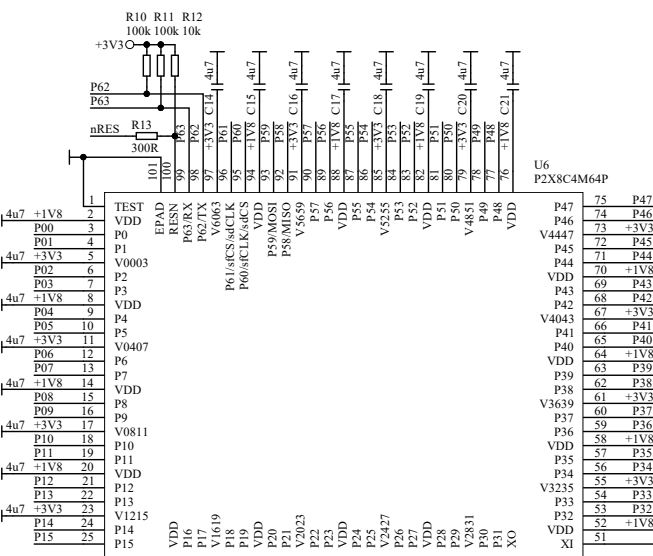 R10 R11 R12
100k 100k 10k
+3V3
P62
P63
nRES
R13
300R
C14 4u7
C15 4u7
C16 4u7
C17 4u7
C18 4u7
C19 4u7
C20 4u7
C21 4u7
P63
P62
+3V3
P61
P60
+1V8
P59
P58
+3V3
P57
P56
+1V8
P55
P54
+3V3
P53
P52
+1V8
P51
P50
+3V3
P49
P48
+1V8
101
100
99
98
97
96
95
94
93
92
91
90
89
88
87
86
85
84
83
82
81
80
79
78
77
76
U6
P2X8C4M64P
EPAD
RESN
P63/RX
P62/TX
V6063
P61/sfCS/sdCLK
P60/sfCLK/sdCS
VDD
P59/MOSI
P58/MISO
V5659
P57
P56
VDD
P55
P54
V5255
P53
P52
VDD
P51
P50
V4851
P49
P48
VDD
1 TEST
4u7 +1V8 2 VDD
P00 3 P0
P01 4 P1
4u7 +3V3 5 V0003
P02 6 P2
P03 7 P3
4u7 +1V8 8 VDD
P04 9 P4
P05 10 P5
4u7 +3V3 11 V0407
P06 12 P6
P07 13 P7
4u7 +1V8 14 VDD
P08 15 P8
P09 16 P9
4u7 +3V3 17 V0811
P10 18 P10
P11 19 P11
4u7 +1V8 20 VDD
P12 21 P12
P13 22 P13
4u7 +3V3 23 V1215
P14 24 P14
P15 25 P15
P47 75 P47
P46 74 P46
V4447 73 +3V3
P45 72 P45
P44 71 P44
VDD 70 +1V8
P43 69 P43
P42 68 P42
V4043 67 +3V3
P41 66 P41
P40 65 P40
VDD 64 +1V8
P39 63 P39
P38 62 P38
V3639 61 +3V3
P37 60 P37
P36 59 P36
VDD 58 +1V8
P35 57 P35
P34 56 P34
V3235 55 +3V3
P33 54 P33
P32 53 P32
VDD 52 +1V8
XI 51
VDD
P16
P17
V1619
P18
P19
VDD
P20
P21
V2023
P22
P23
VDD
P24
P25
V2427
P26
P27
VDD
P28
P29
V2831
P30
P31
XO